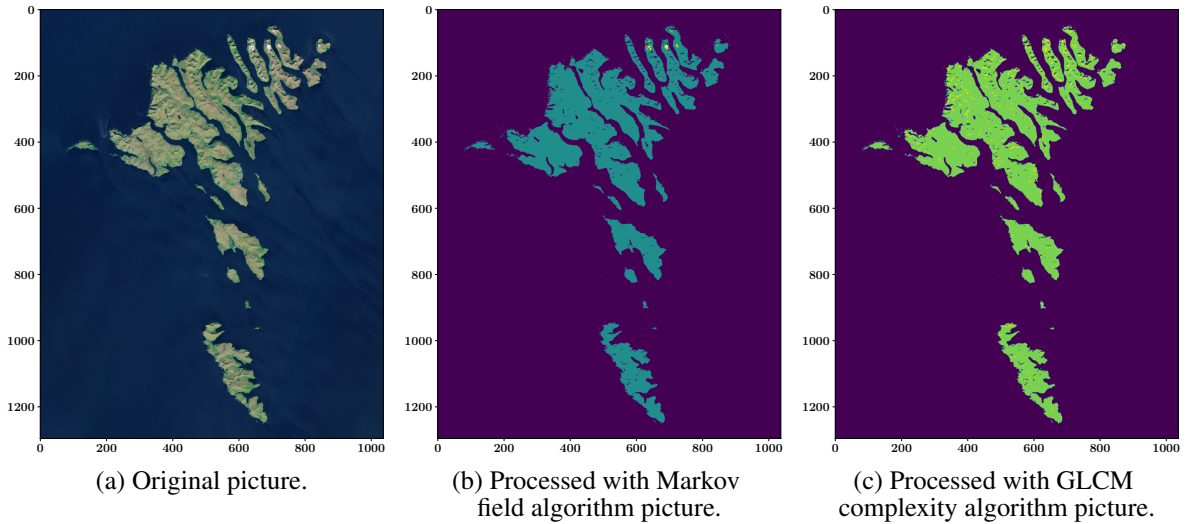 0
200
400
600
800
1000
1200
0 200 400 600 800 1000
(a) Original picture.
0
200
400
600
800
1000
1200
0 200 400 600 800 1000
(b) Processed with Markov
field algorithm picture.
0
200
400
600
800
1000
1200
0 200 400 600 800 1000
(c) Processed with GLCM
complexity algorithm picture.